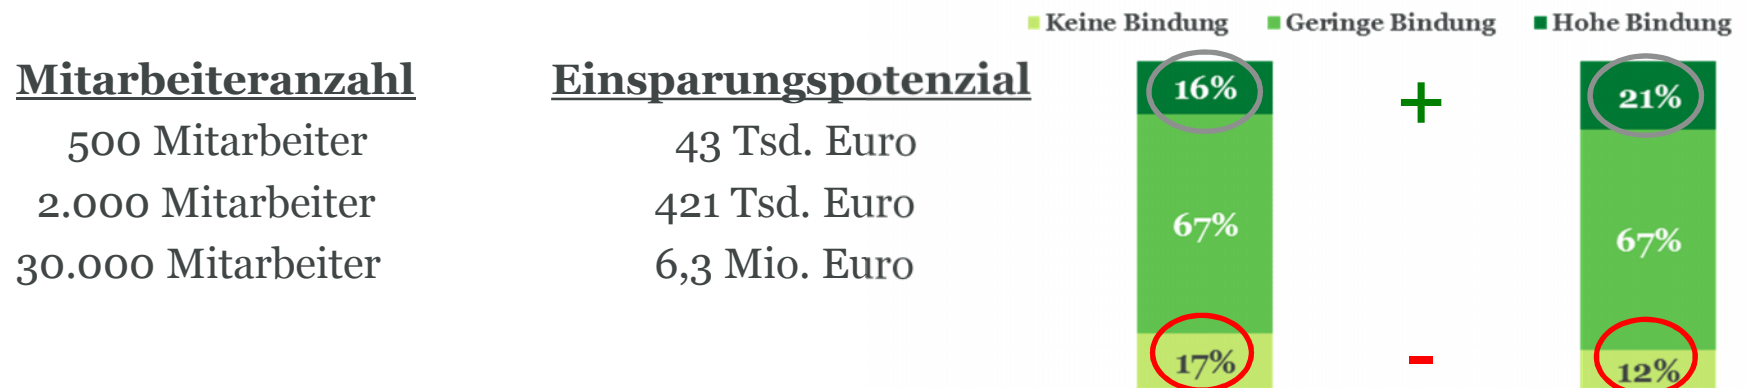 Keine Bindung Geringe Bindung Hohe Bindung
Mitarbeiteranzahl Einsparungspotenzial
16% + 21%
500 Mitarbeiter 43 Tsd. Euro
2.000 Mitarbeiter 421 Tsd. Euro
67% 67%
30.000 Mitarbeiter 6,3 Mio. Euro
17% - 12%